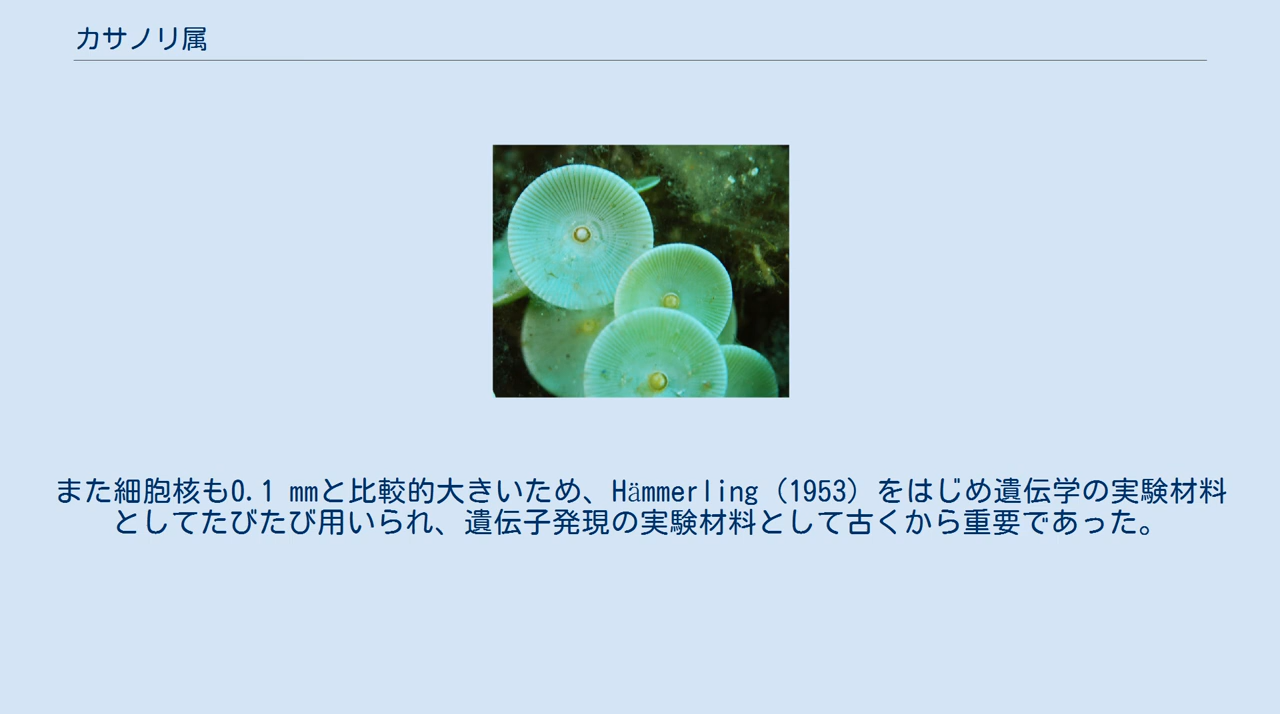 カサノリ属
また細胞核も0.1 mmと比較的大きいため、Hämmerling（1953）をはじめ遺伝学の実験材料
としてたびたび用いられ、遺伝子発現の実験材料として古くから重要であった。